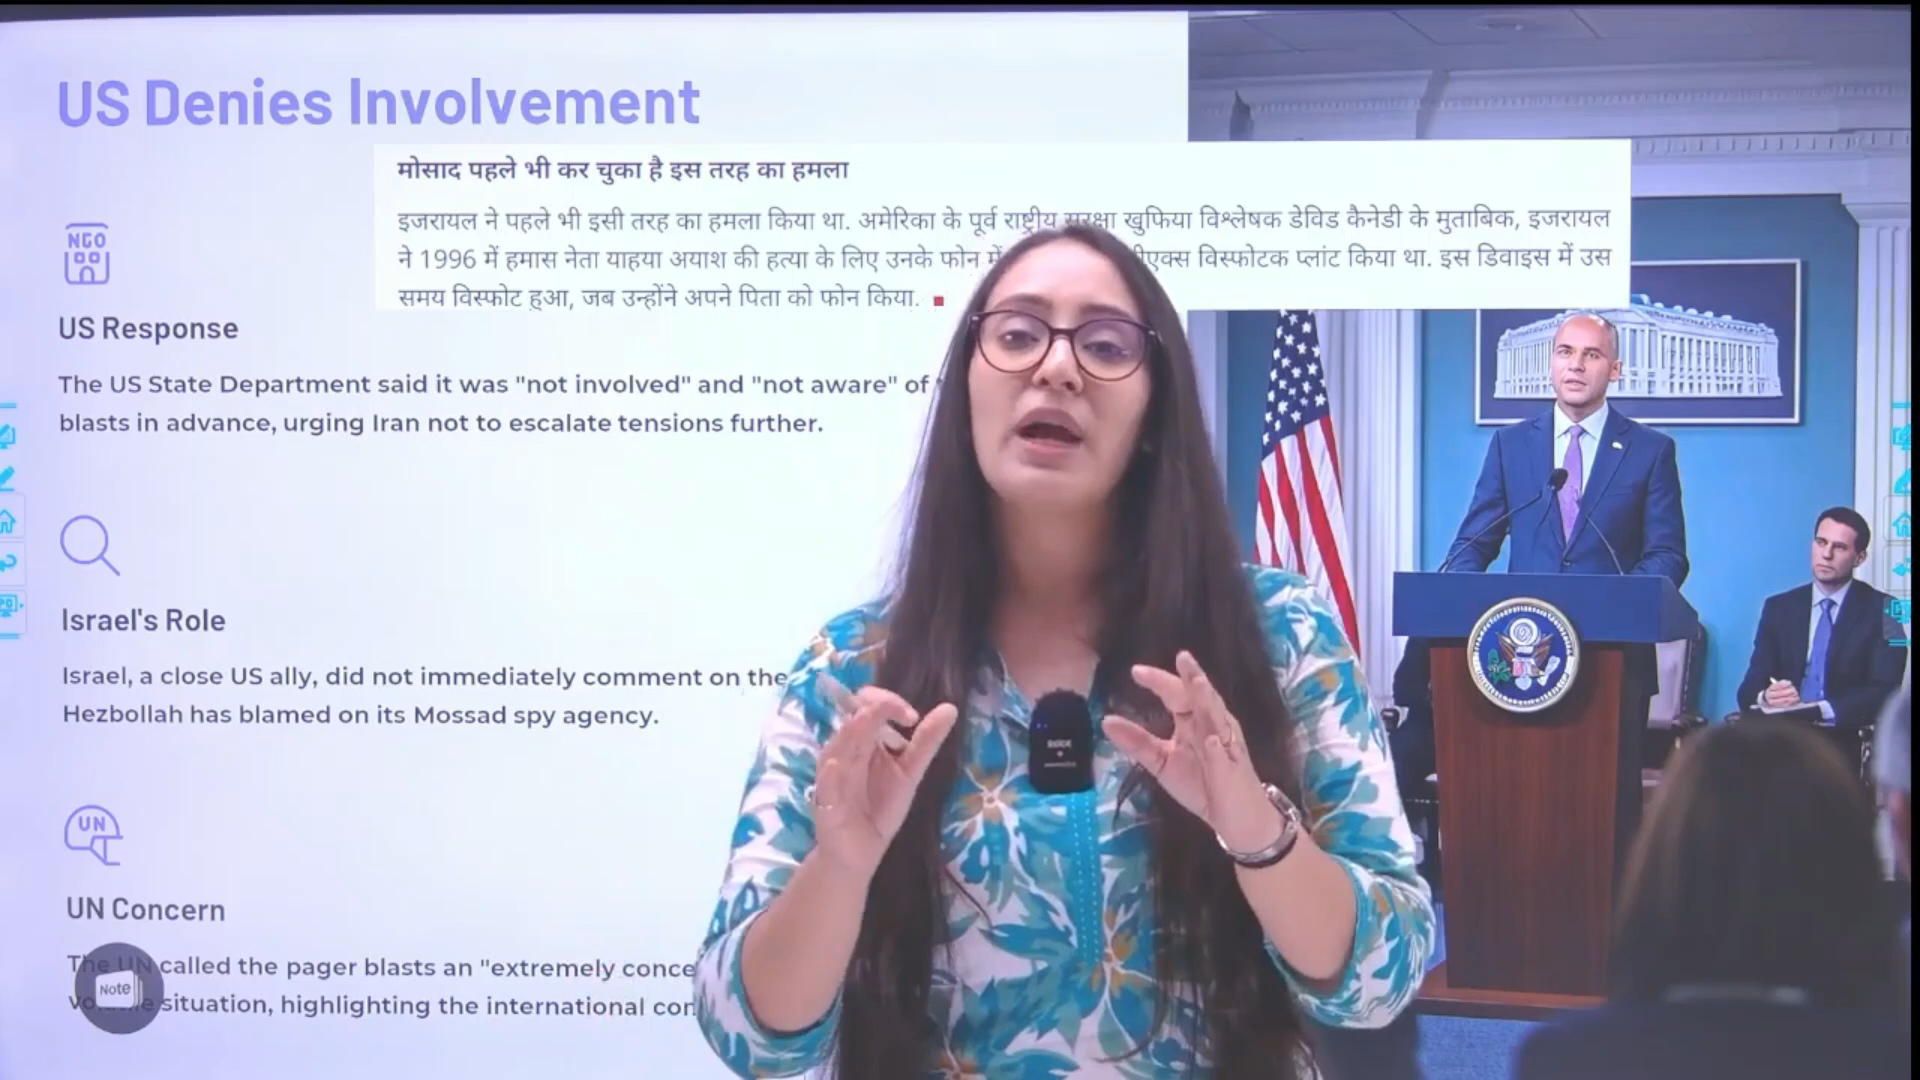 US Denies Involvement
मोसाद पहले भी कर चुका है इस तरह का हमला
इजरायल ने पहले भी इसी तरह का हमला किया था. अमेरिका के पूर्व राष्ट्रीय सुरक्षा खुफिया विश्लेषक डेविड कैनेडी के मुताबिक, इजरायल
ने 1996 में हमास नेता याहया अयाश की हत्या के लिए उनके फोन में विस्फोटक प्लांट किया था. इस डिवाइस में उस
समय विस्फोट हुआ, जब उन्होंने अपने पिता को फोन किया.
NGO
US Response
The US State Department said it was "not involved" and "not aware" of
blasts in advance, urging Iran not to escalate tensions further.
Israel's Role
Israel, a close US ally, did not immediately comment on the
Hezbollah has blamed on its Mossad spy agency.
UN
UN Concern
The UN called the pager blasts an "extremely
situation, highlighting the international
Note